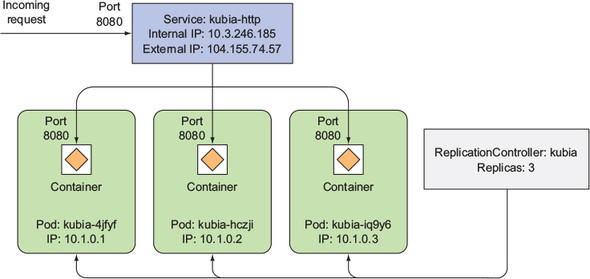 Incoming
request
Port
8080
Service: kubia-http
Internal IP: 10.3.246.185
External IP: 104.155.74.57
Port
8080
Container
Pod: kubia-4jfyf
IP: 10.1.0.1
Port
8080
Container
Pod: kubia-hczji
IP: 10.1.0.2
Port
8080
Container
Pod: kubia-iq9y6
IP: 10.1.0.3
ReplicationController: kubia
Replicas: 3